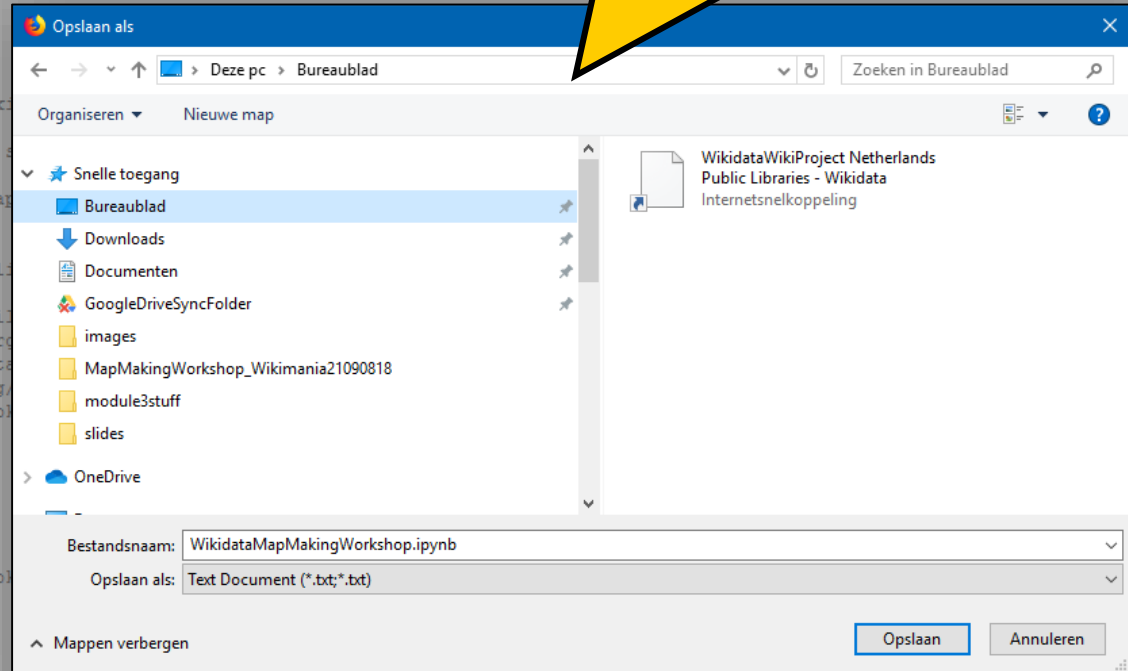 Opslaan als
Deze pc > Bureaublad
Zoeken in Bureaublad
Organiseren
Nieuwe map
Snelle toegang
Bureaublad
Downloads
Documenten
GoogleDriveSyncFolder
images
MapMakingWorkshop_Wikimania21090818
module3stuff
slides
OneDrive
WikidataWikiProject Netherlands
Public Libraries - Wikidata
Internetsnelkoppeling
Bestandsnaam: WikidataMapMakingWorkshop.ipynb
Opslaan als: Text Document (*.txt;*.txt)
Mappen verbergen
Opslaan
Annuleren